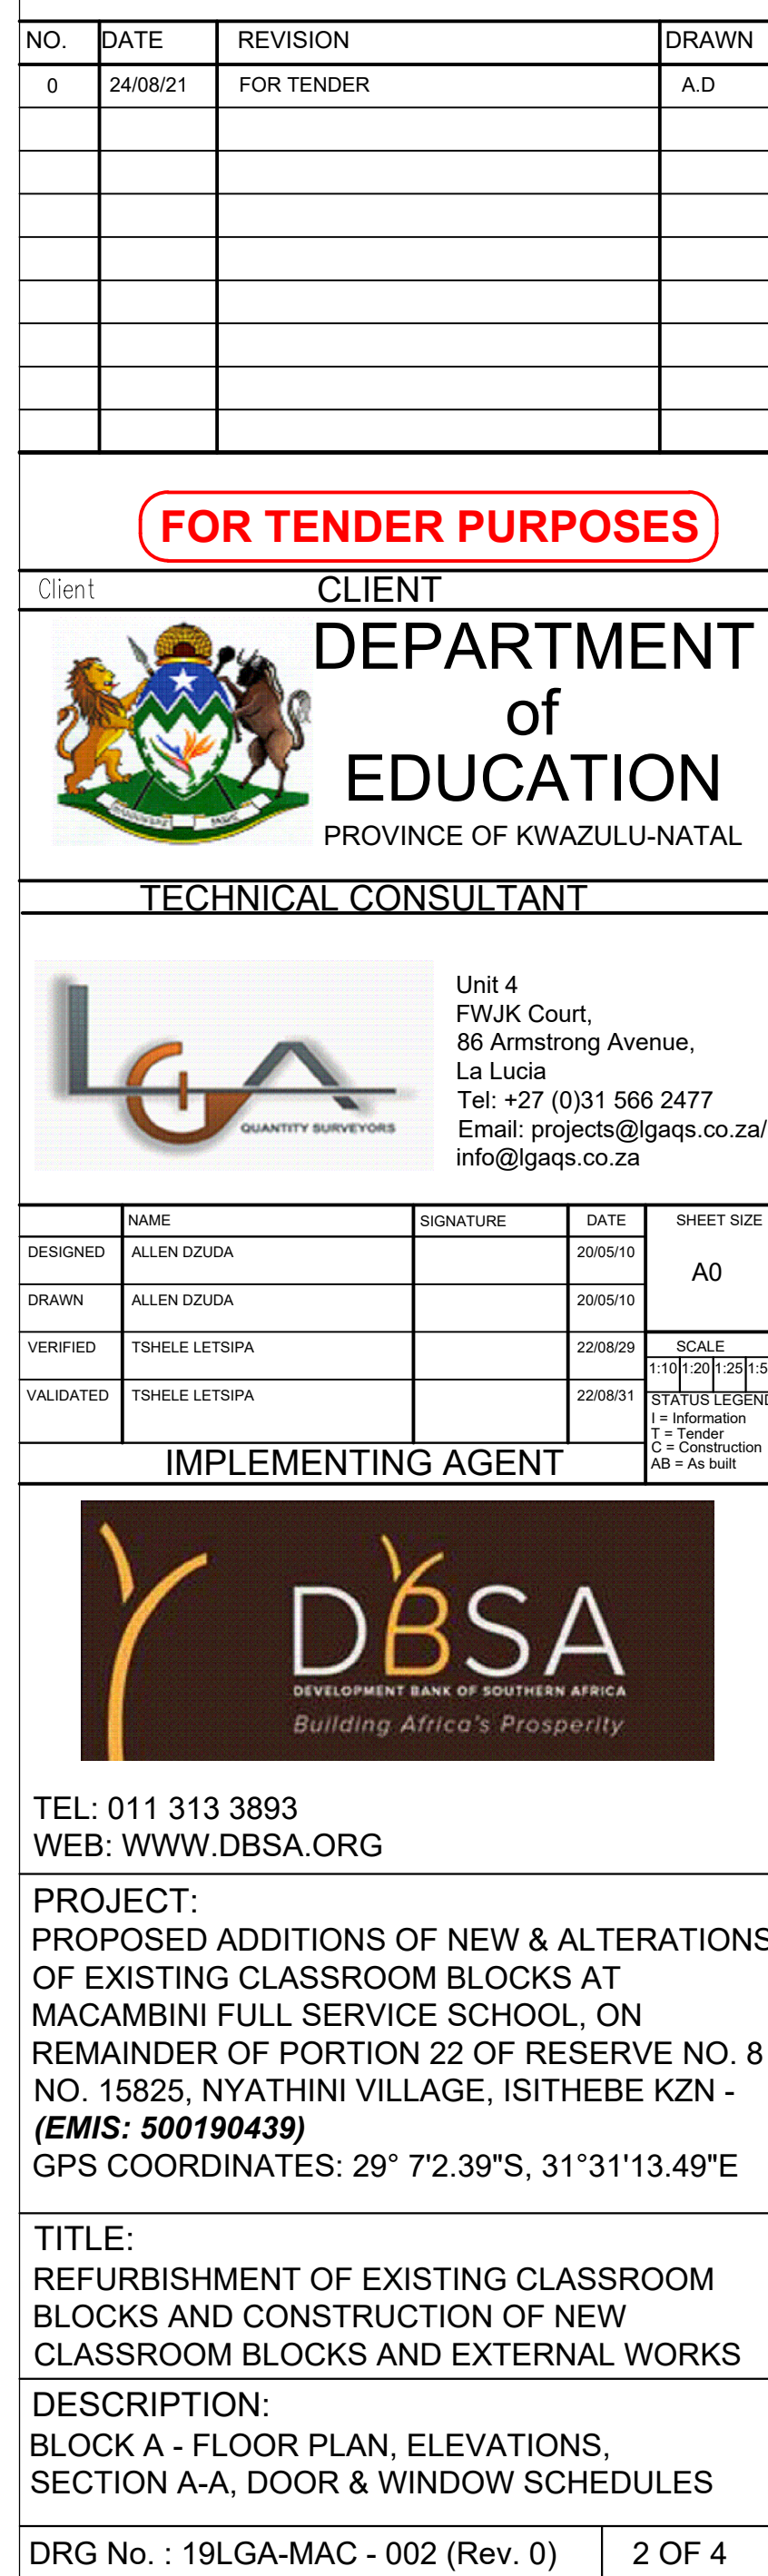 NO. DATE REVISION DRAWN
0 24/08/21 FOR TENDER A.D
FOR TENDER PURPOSES
Client CLIENT
DEPARTMENT
of
EDUCATION
PROVINCE OF KWAZULU-NATAL
TECHNICAL CONSULTANT
LGA
QUANTITY SURVEYORS
Unit 4
FWJK Court,
86 Armstrong Avenue,
La Lucia
Tel: +27 (0)31 566 2477
Email: projects@lgaqs.co.za/
info@lgaqs.co.za
NAME SIGNATURE DATE SHEET SIZE
DESIGNED ALLEN DZUDA 20/05/10
A0
DRAWN ALLEN DZUDA 20/05/10
VERIFIED TSHELE LETSIPA 22/08/29 SCALE
1:10 1:20 1:25 1:5
VALIDATED TSHELE LETSIPA 22/08/31
STATUS LEGEND
I = Information
T = Tender
C = Construction
AB = As built
IMPLEMENTING AGENT
DBSA
DEVELOPMENT BANK OF SOUTHERN AFRICA
Building Africa's Prosperity
TEL: 011 313 3893
WEB: WWW.DBSA.ORG
PROJECT:
PROPOSED ADDITIONS OF NEW & ALTERATIONS
OF EXISTING CLASSROOM BLOCKS AT
MACAMBINI FULL SERVICE SCHOOL, ON
REMAINDER OF PORTION 22 OF RESERVE NO. 8
NO. 15825, NYATHINI VILLAGE, ISITHEBE KZN -
(EMIS: 500190439)
GPS COORDINATES: 29° 7'2.39"S, 31°31'13.49"E
TITLE:
REFURBISHMENT OF EXISTING CLASSROOM
BLOCKS AND CONSTRUCTION OF NEW
CLASSROOM BLOCKS AND EXTERNAL WORKS
DESCRIPTION:
BLOCK A - FLOOR PLAN, ELEVATIONS,
SECTION A-A, DOOR & WINDOW SCHEDULES
DRG No. : 19LGA-MAC - 002 (Rev. 0) 2 OF 4